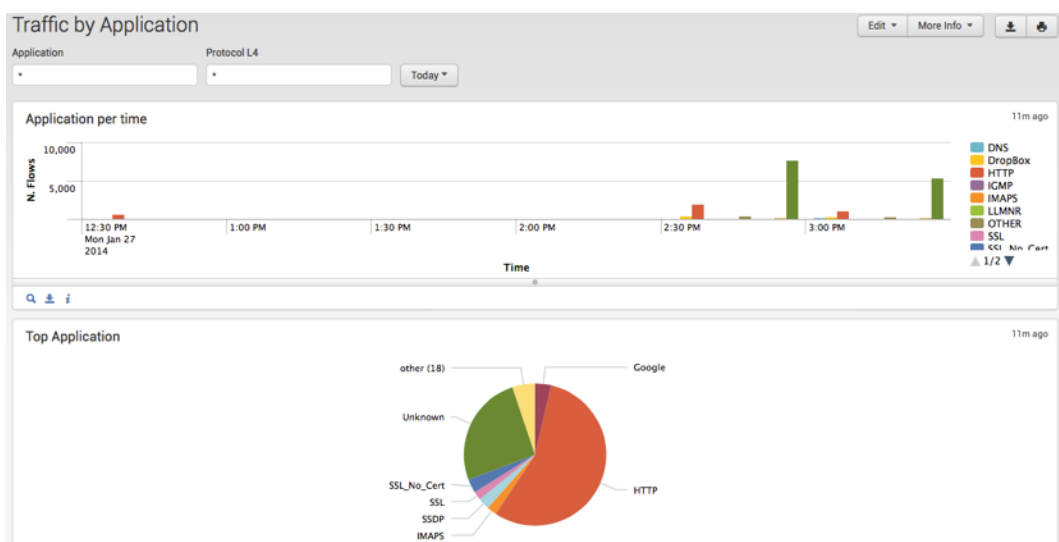 Traffic by Application
Edit More Info
Application Protocol L4
* * Today
Application per time 11m ago
N. Flows
10,000
5,000
12:30 PM 1:00 PM 1:30 PM 2:00 PM 2:30 PM 3:00 PM
Mon Jan 27
2014
Time
DNS
DropBox
HTTP
IGMP
IMAPS
LLMNR
OTHER
SSL
SSL_No_Cert
1/2
i
Top Application 11m ago
other (18) Google
Unknown
SSL_No_Cert HTTP
SSL
SSDP
IMAPS